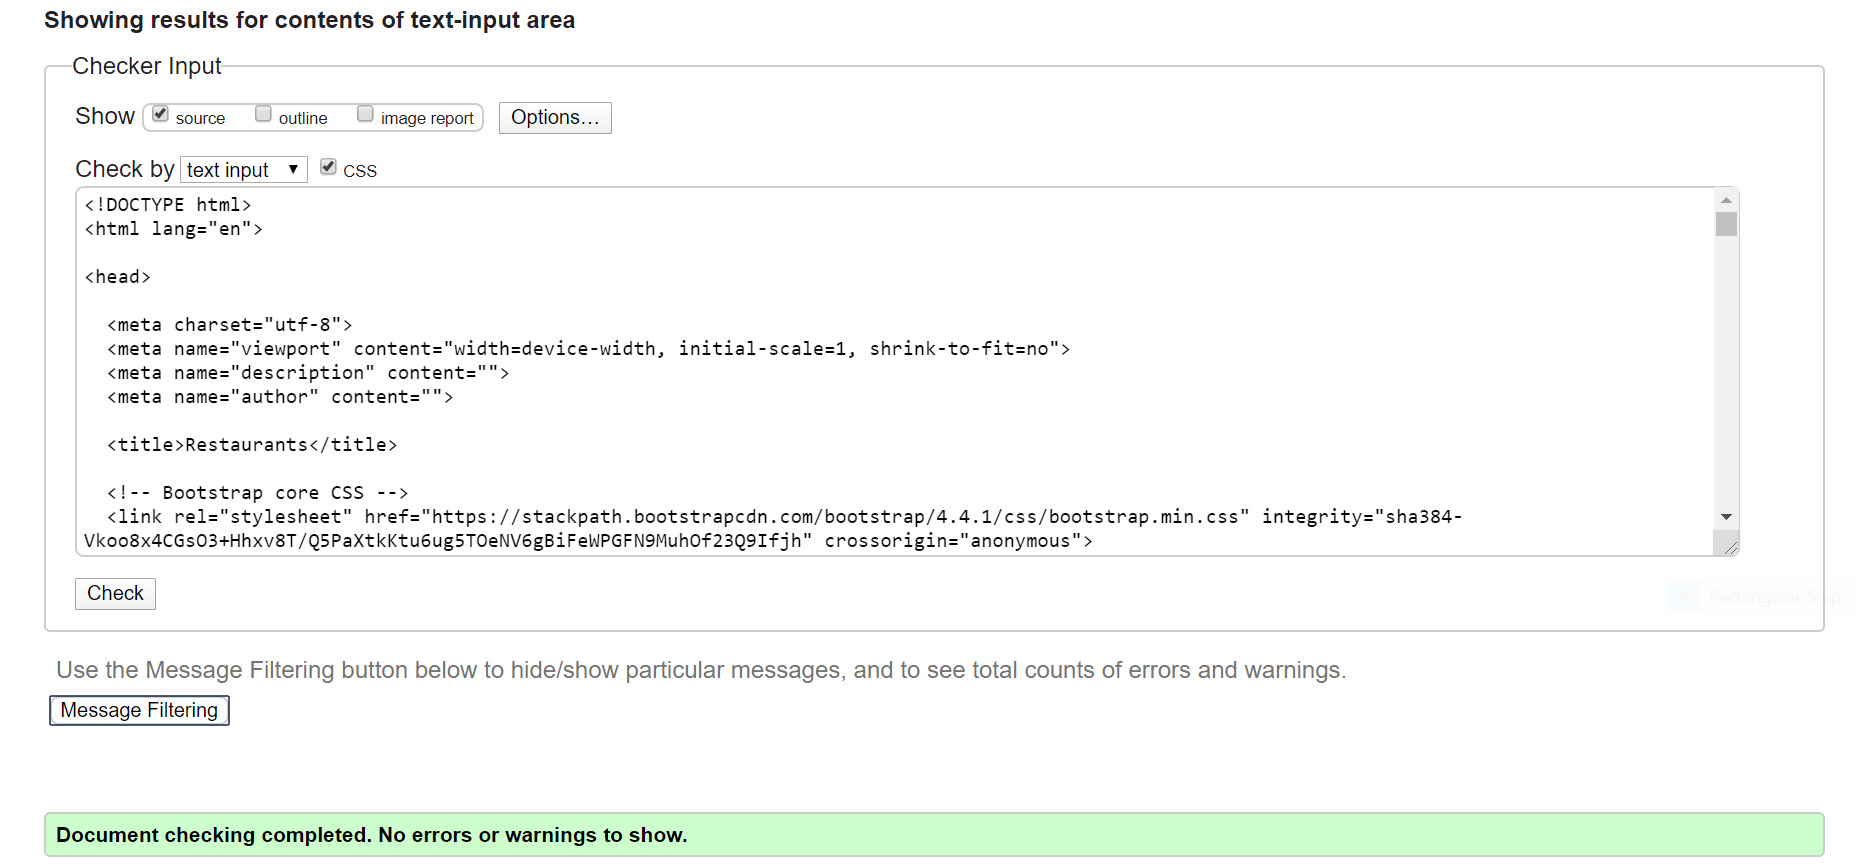 Showing results for contents of text-input area
Checker Input
Show source outline image report Options...
Check by text input CSS
<!DOCTYPE html>
<html lang="en">
<head>
<meta charset="utf-8">
<meta name="viewport" content="width=device-width, initial-scale=1, shrink-to-fit=no">
<meta name="description" content="">
<meta name="author" content="">
<title>Restaurants</title>
<!-- Bootstrap core CSS -->
<link rel="stylesheet" href="https://stackpath.bootstrapcdn.com/bootstrap/4.4.1/css/bootstrap.min.css" integrity="sha384-
Vkoo8x4CGsO3+Hhxv8T/Q5PaXtkKtu6ug5TOeNV6gBiFeWPGFN9MuhOf23Q9Ifjh" crossorigin="anonymous">
Check
Rectangular Snip
Use the Message Filtering button below to hide/show particular messages, and to see total counts of errors and warnings.
Message Filtering
Document checking completed. No errors or warnings to show.